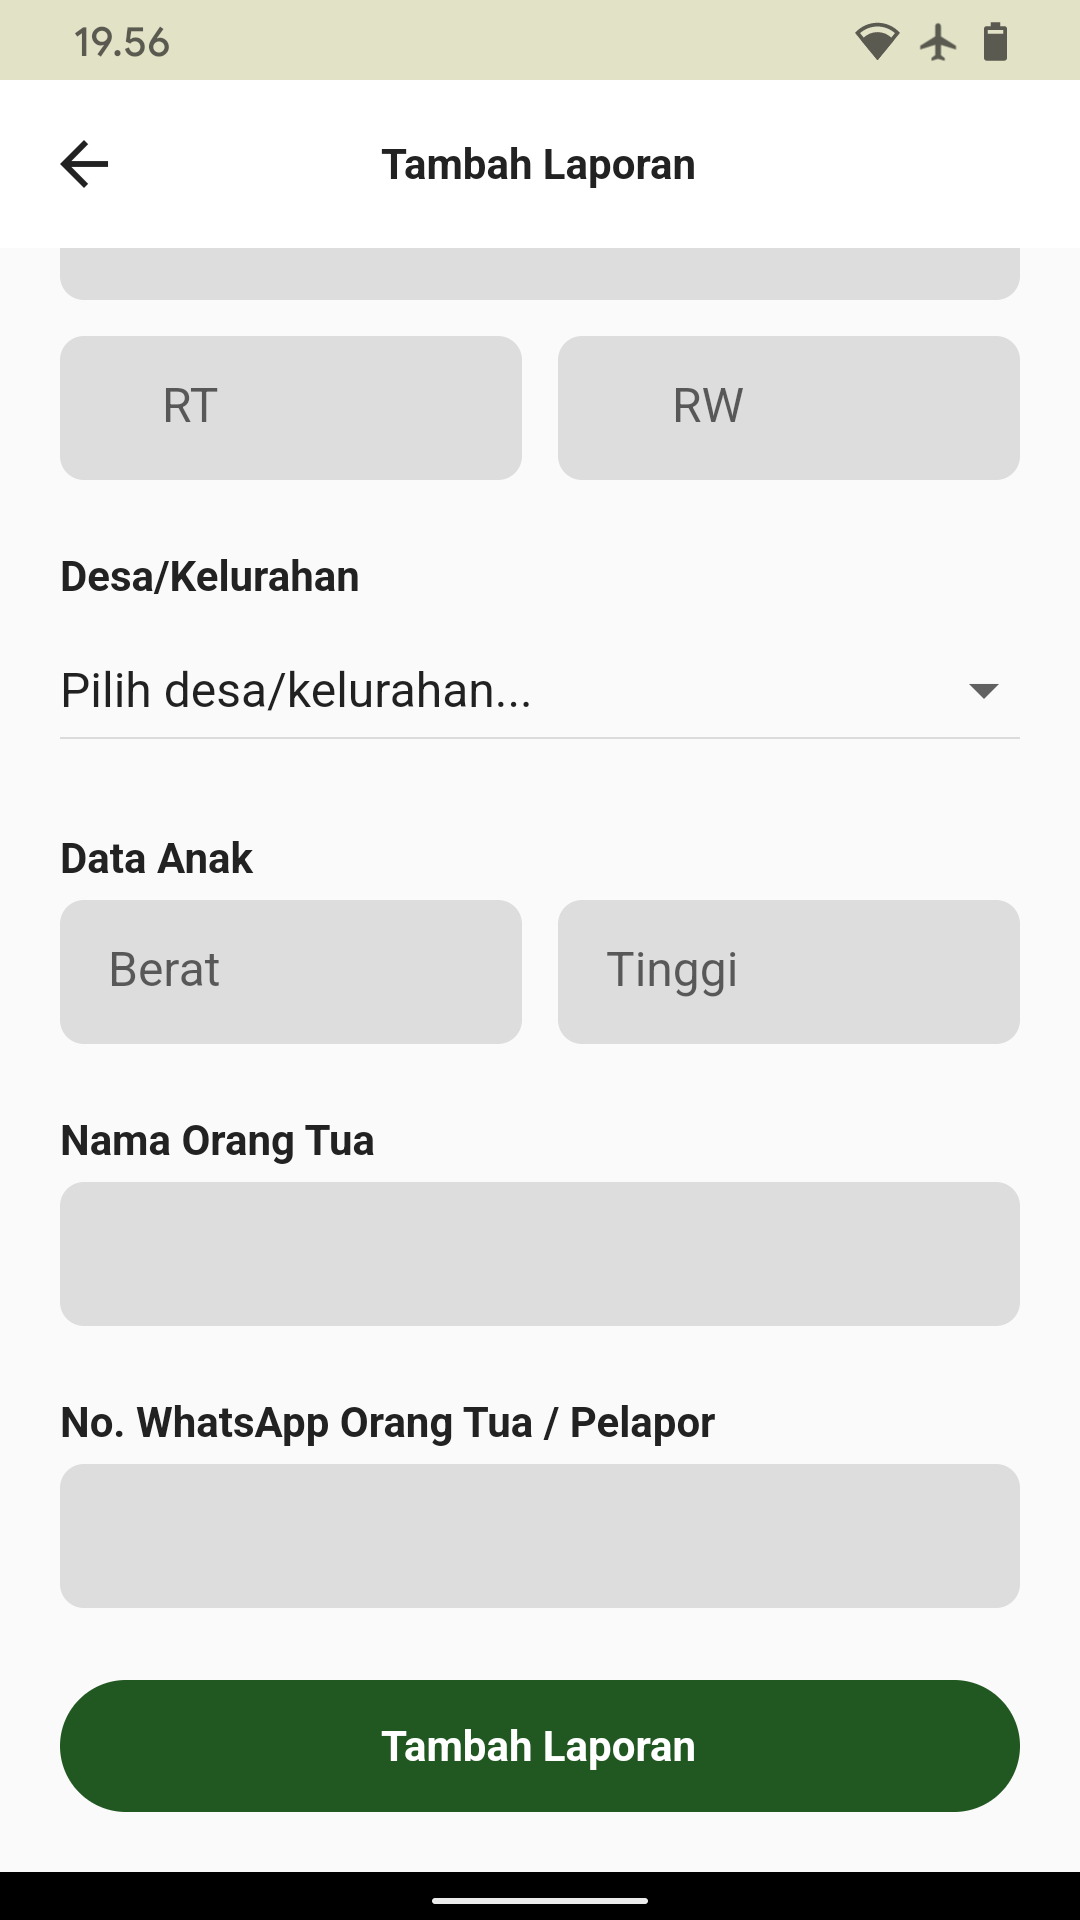 19.56
Tambah Laporan
RT RW
Desa/Kelurahan
Pilih desa/kelurahan...
Data Anak
Berat Tinggi
Nama Orang Tua
No. WhatsApp Orang Tua / Pelapor
Tambah Laporan